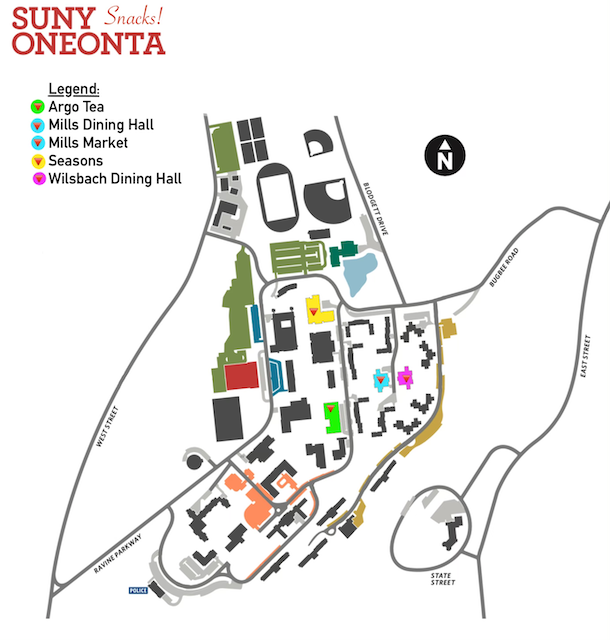 SUNY Snacks!
ONEONTA
Legend:
Argo Tea
Mills Dining Hall
Mills Market
Seasons
Wilsbach Dining Hall
N
BLODGETT DRIVE
BUGBEE ROAD
EAST STREET
WEST STREET
RAVINE PARKWAY
STATE
STREET
POLICE